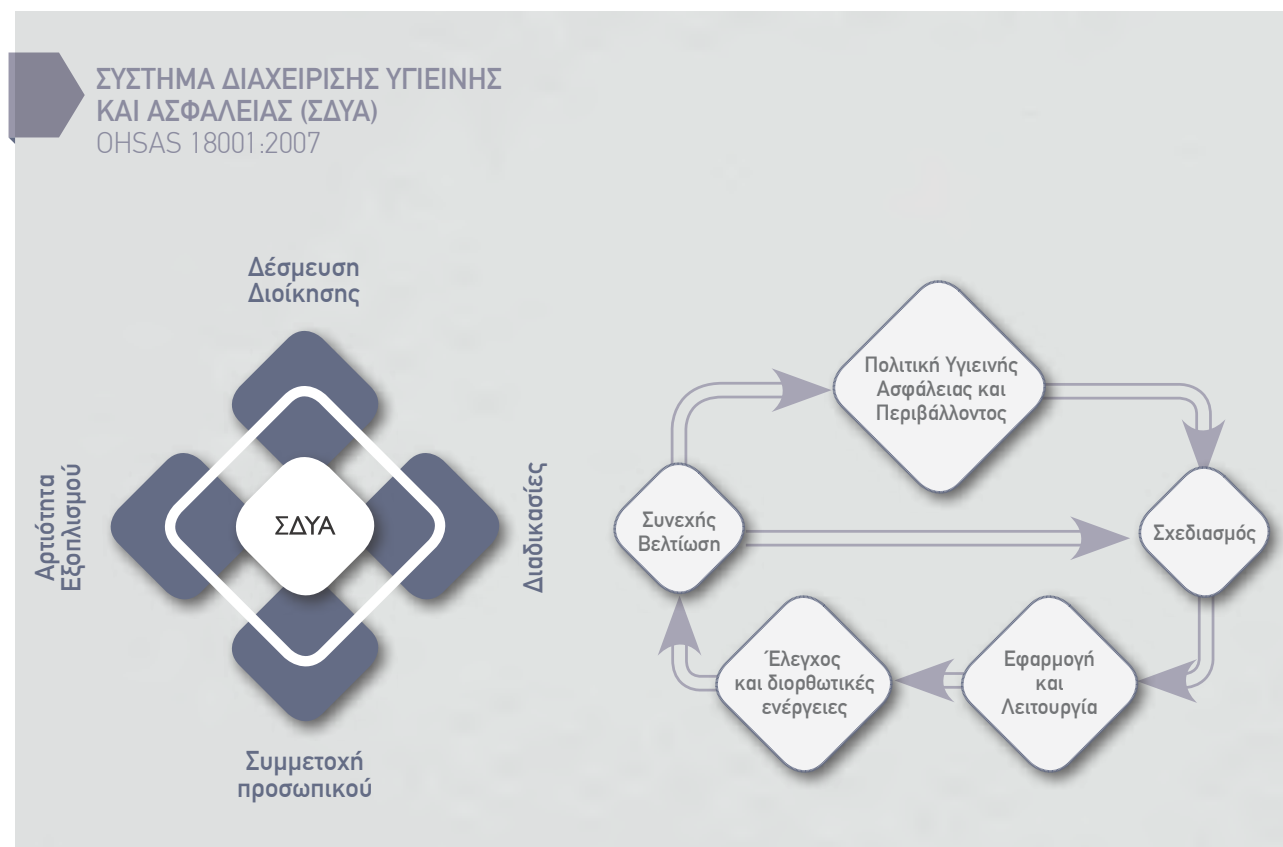 ΣΥΣΤΗΜΑ ΔΙΑΧΕΙΡΙΣΗΣ ΥΓΙΕΙΝΗΣ
ΚΑΙ ΑΣΦΑΛΕΙΑΣ (ΣΔΥΑ)
OHSAS 18001:2007
Δέσμευση
Διοίκησης
Αρτιότητα
Εξοπλισμού
ΣΔΥΑ
Διαδικασίες
Συμμετοχή
προσωπικού
Πολιτική Υγιεινής
Ασφάλειας και
Περιβάλλοντος
Συνεχής
Βελτίωση
Σχεδιασμός
Έλεγχος
και διορθωτικές
ενέργειες
Εφαρμογή
και
Λειτουργία